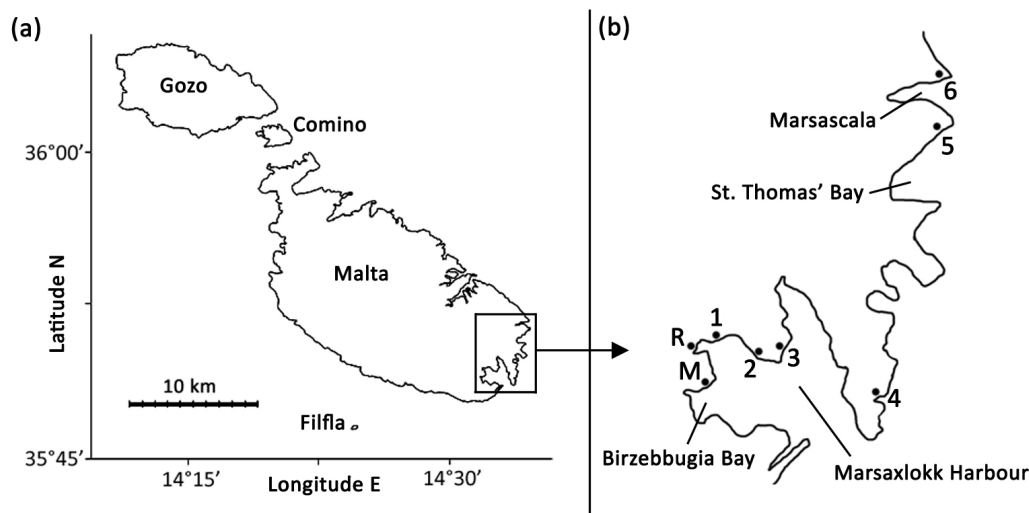 (a)
Gozo
Comino
36°00′
Malta
Latitude N
10 km
Filfla
35°45′
14°15′
Longitude E
14°30′
(b)
6
Marsascala
5
St. Thomas’ Bay
1
R
2
3
M
4
Birzebbugia Bay
Marsaxlokk Harbour